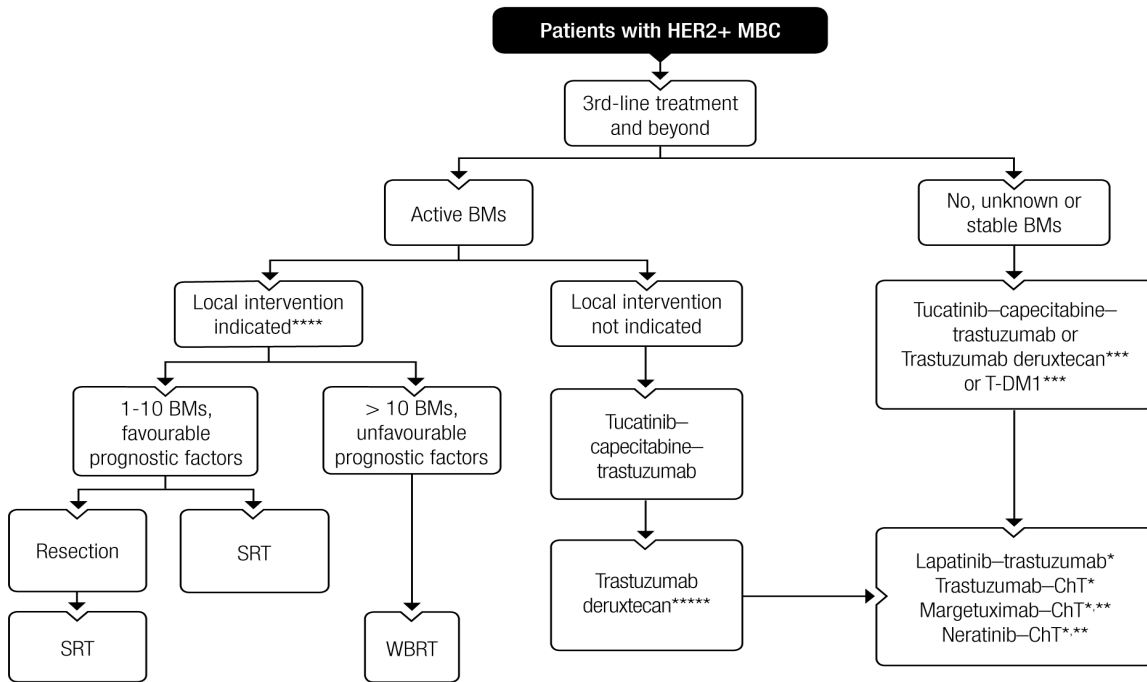 Patients with HER2+ MBC
3rd-line treatment
and beyond
Active BMs
No, unknown or
stable BMs
Local intervention
indicated****
Local intervention
not indicated
Tucatinib–capecitabine–
trastuzumab or
Trastuzumab deruxtecan***
or T-DM1***
1-10 BMs,
favourable
prognostic factors
> 10 BMs,
unfavourable
prognostic factors
Tucatinib–
capecitabine–
trastuzumab
Resection
SRT
Trastuzumab
deruxtecan*****
Lapatinib–trastuzumab*
Trastuzumab–ChT*
Margetuximab–ChT*,**
Neratinib–ChT*,**
SRT
WBRT